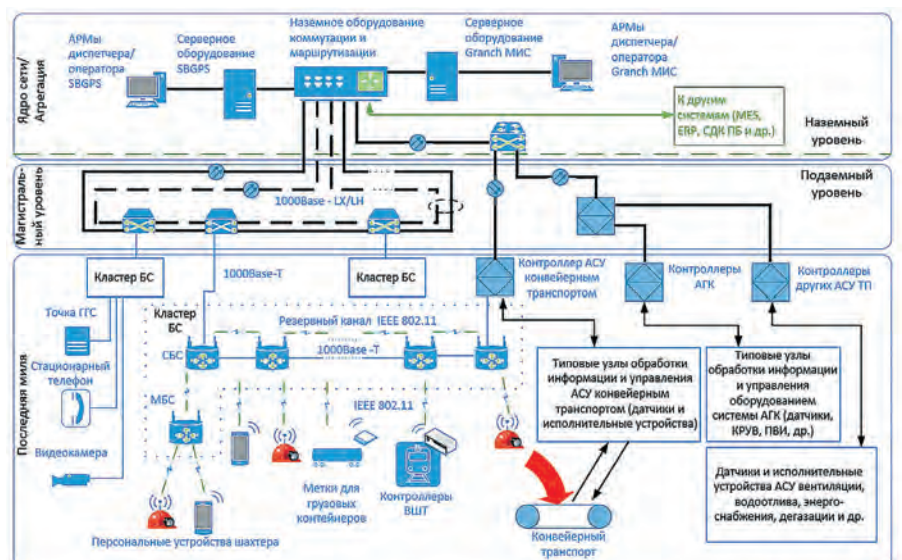 Ядро сети/
Агрегация
АРМы
диспетчера/
оператора
SBGPS
Серверное
оборудование
SBGPS
Наземное оборудование
коммутации и
маршрутизации
Серверное
оборудование
Granch МИС
АРМы
диспетчера/
оператора
Granch МИС
К другим
системам (MES,
ERP, СДК ПБ и др.)
Наземный
уровень
Магистраль-
ный уровень
1000Base - LX/LH
Подземный
уровень
Последняя миля
Кластер БС
1000Base-T
Кластер БС
Контроллер АСУ
конвейерным
транспортом
Контроллеры
АГК
Контроллеры
других АСУ ТП
Точка ГГС
Стационарный
телефон
Видеокамера
Кластер
БС
Резервный канал IEEE 802.11
1000Base -T
СБС
МБС
IEEE 802.11
Метки для
грузовых
контейнеров
Контроллеры
ВШТ
Персональные устройства шахтера
Типовые узлы обработки
информации и управления
АСУ конвейерным
транспортом (датчики и
исполнительные устройства)
Типовые узлы
обработки информации
и управления
оборудованием
системы АГК (датчики,
КРУВ, ПВИ, др.)
Датчики и исполнительные
устройства АСУ вентиляции,
водоотлива, энерго-
снабжения, дегазации и др.
Конвейерный
транспорт